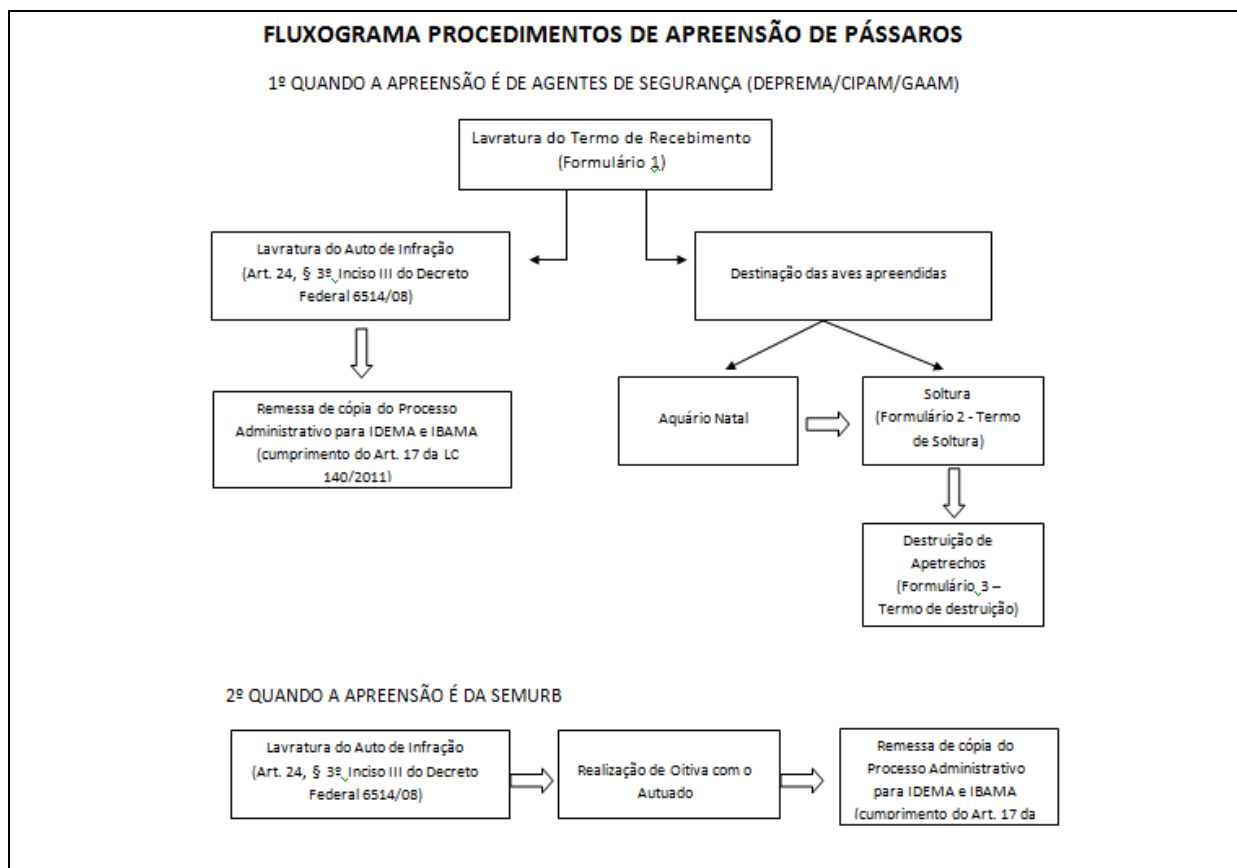 FLUXOGRAMA PROCEDIMENTOS DE APREENSÃO DE PÁSSAROS
1º QUANDO A APREENSÃO É DE AGENTES DE SEGURANÇA (DEPREMA/CIPAM/GAAM)
Lavratura do Termo de Recebimento
(Formulário 1)
Lavratura do Auto de Infração
(Art. 24, § 3º Inciso III do Decreto
Federal 6514/08)
Destinação das aves apreendidas
Remessa de cópia do Processo
Administrativo para IDEMA e IBAMA
(cumprimento do Art. 17 da LC
140/2011)
Aquário Natal
Soltura
(Formulário 2 - Termo
de Soltura)
Destruição de
Apetrechos
(Formulário 3 –
Termo de destruição)
2º QUANDO A APREENSÃO É DA SEMURB
Lavratura do Auto de Infração
(Art. 24, § 3º Inciso III do Decreto
Federal 6514/08)
Realização de Oitiva com o
Autuado
Remessa de cópia do
Processo Administrativo
para IDEMA e IBAMA
(cumprimento do Art. 17 da